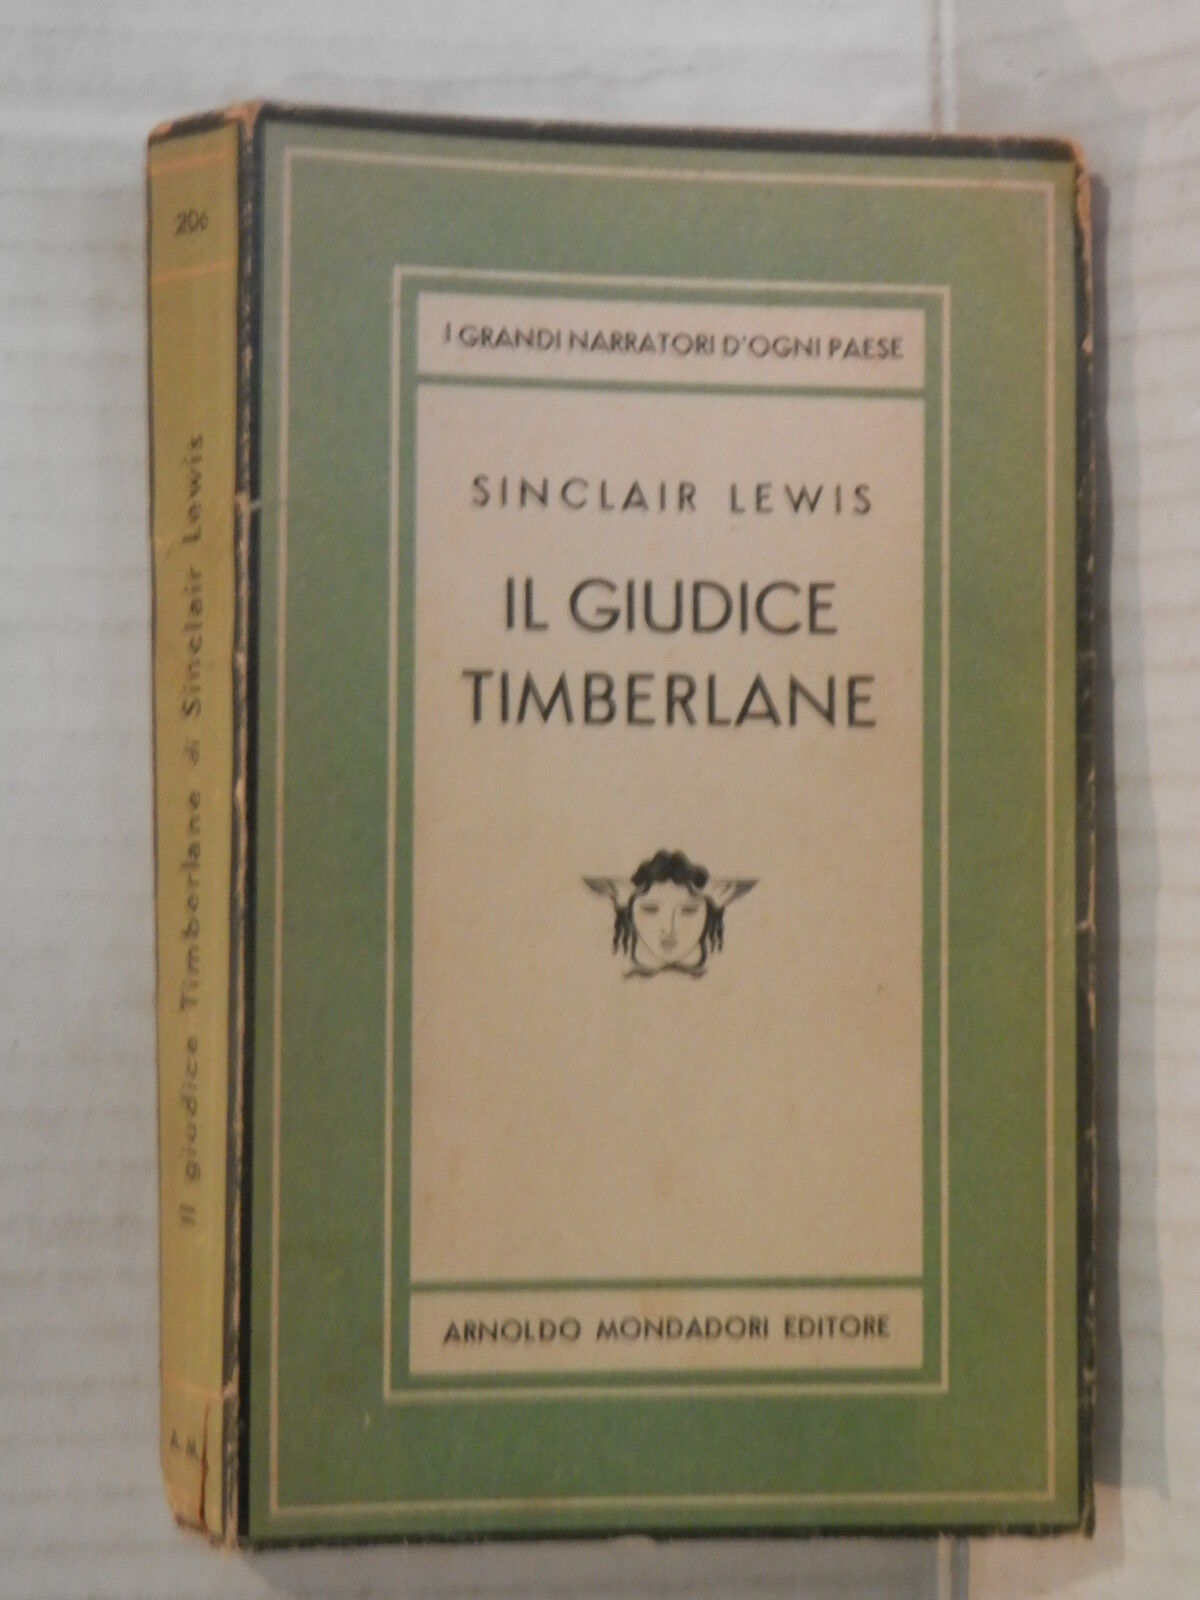 206
Il giudice Timberlane di Sinclair Lewis
A. M.
I GRANDI NARRATORI D'OGNI PAESE
SINCLAIR LEWIS
IL GIUDICE
TIMBERLANE
ARNOLDO MONDADORI EDITORE